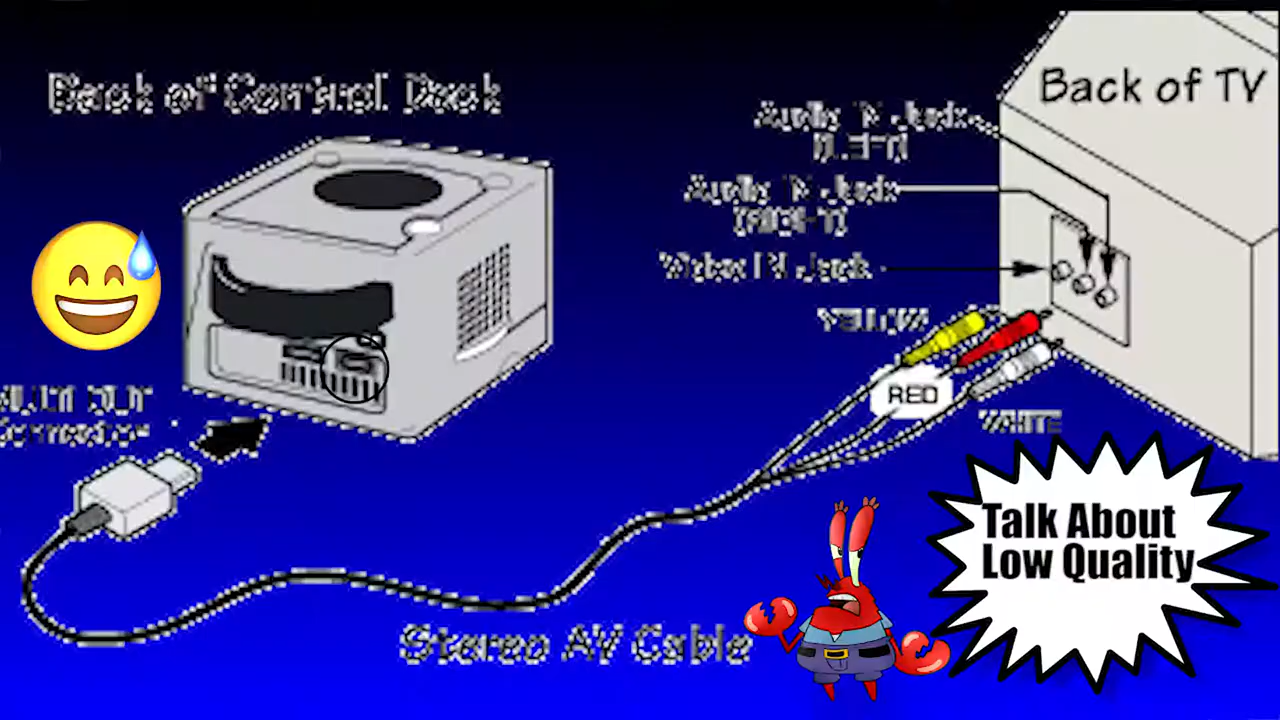 Back of Control Deck
Back of TV
Audio IN Jack
(LEFT)
Audio IN Jack
(RIGHT)
Video IN Jack
YELLOW
RED
WHITE
MULTI OUT
Connector
Stereo AV Cable
Talk About
Low Quality